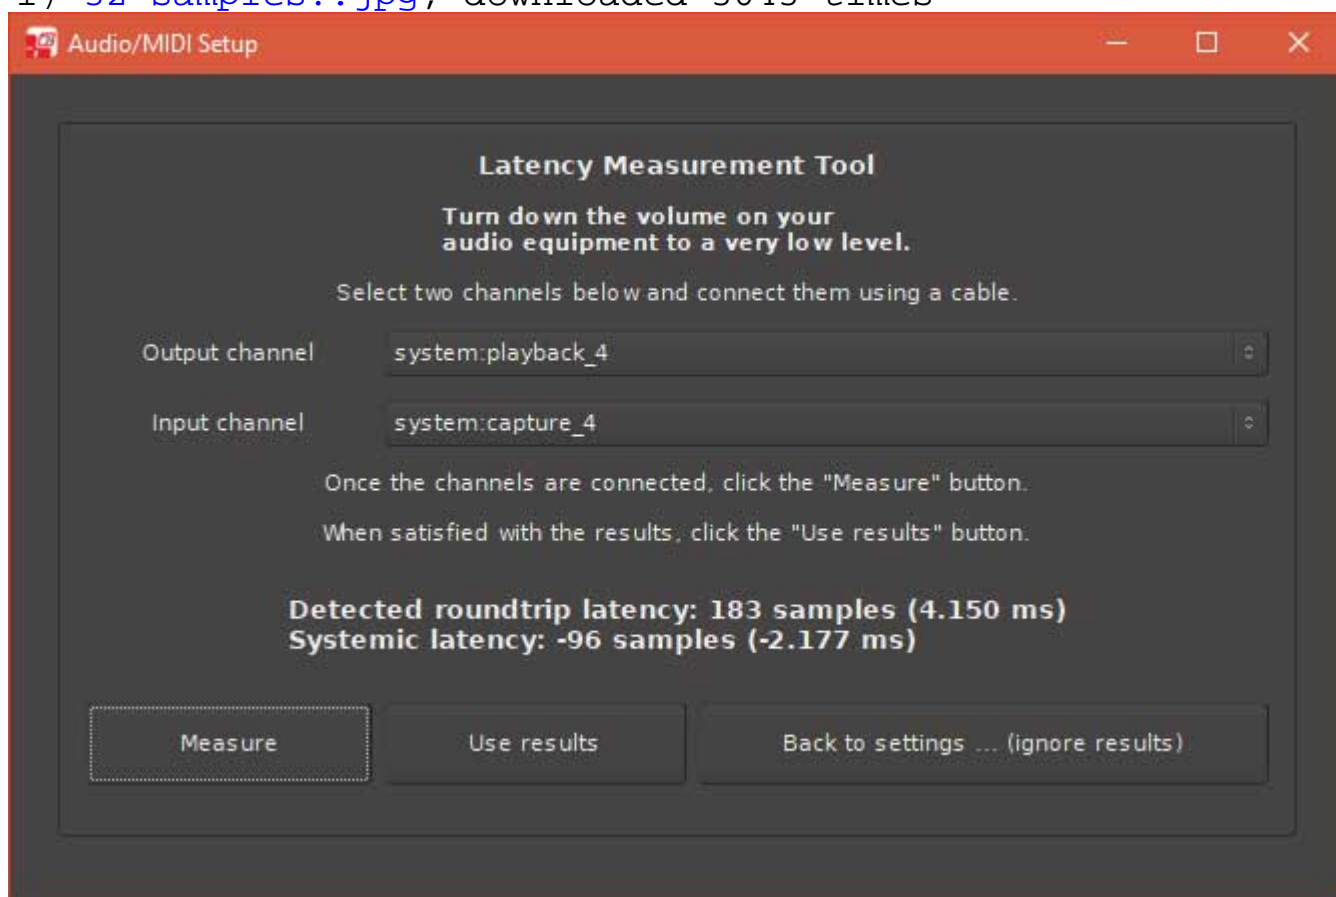 Audio/MIDI Setup
Latency Measurement Tool
Turn down the volume on your
audio equipment to a very low level.
Select two channels below and connect them using a cable.
Output channel system:playback_4
Input channel system:capture_4
Once the channels are connected, click the "Measure" button.
When satisfied with the results, click the "Use results" button.
Detected roundtrip latency: 183 samples (4.150 ms)
Systemic latency: -96 samples (-2.177 ms)
Measure Use results Back to settings ... (ignore results)